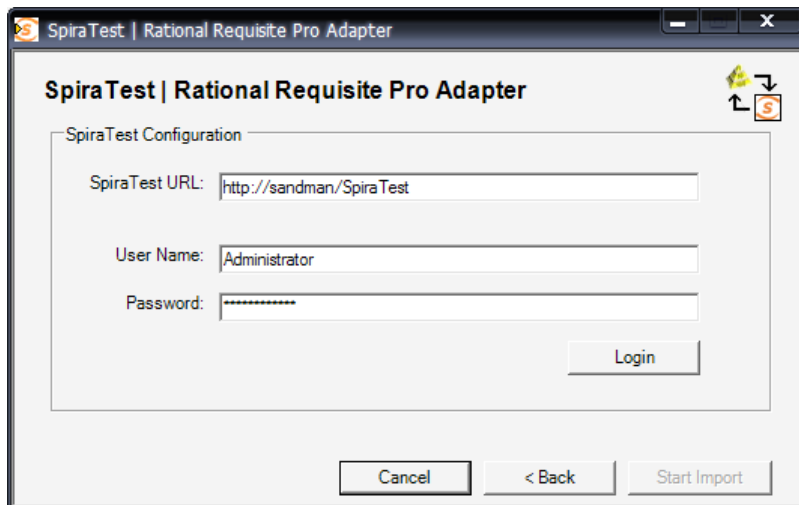 SpiraTest | Rational Requisite Pro Adapter
SpiraTest | Rational Requisite Pro Adapter
SpiraTest Configuration
SpiraTest URL: http://sandman/SpiraTest
User Name: Administrator
Password: ************
Login
Cancel < Back Start Import